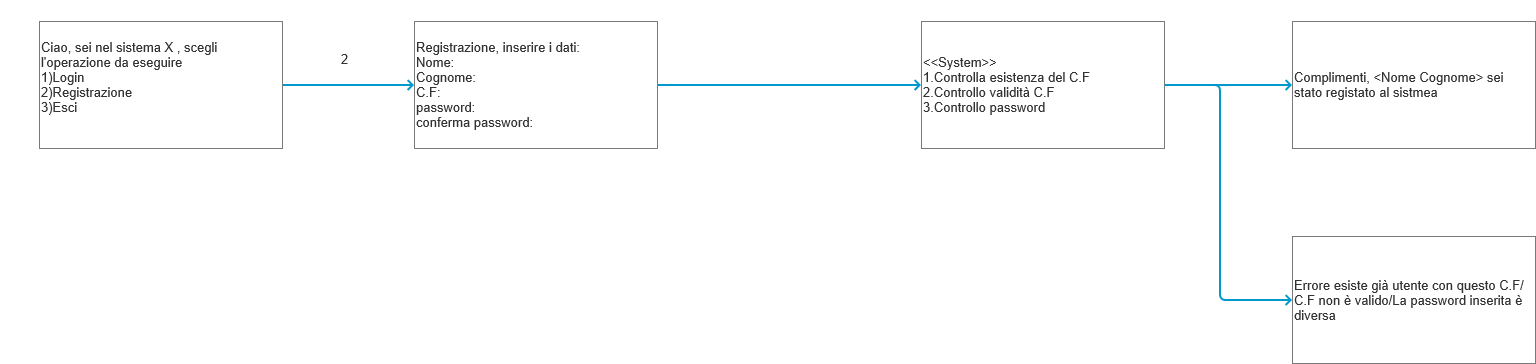 Ciao, sei nel sistema X , scegli
l'operazione da eseguire
1)Login
2)Registrazione
3)Esci
2
Registrazione, inserire i dati:
Nome:
Cognome:
C.F:
password:
conferma password:
<<System>>
1.Controlla esistenza del C.F
2.Controllo validità C.F
3.Controllo password
Complimenti, <Nome Cognome> sei
stato registato al sistmea
Errore esiste già utente con questo C.F/
C.F non è valido/La password inserita è
diversa